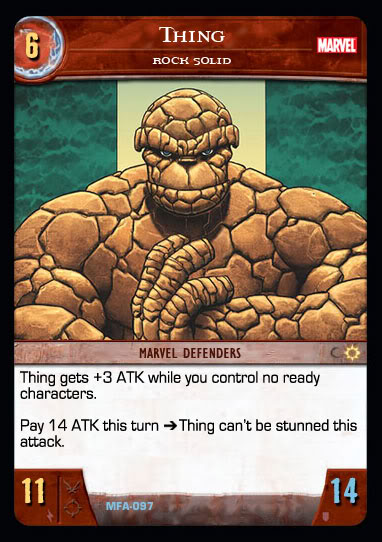 6
THING
ROCK SOLID
MARVEL
MARVEL DEFENDERS
C
Thing gets +3 ATK while you control no ready
characters.
Pay 14 ATK this turn ➔Thing can't be stunned this
attack.
11
MFA-097
14